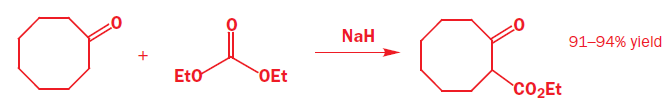 O
+
O
EtO OEt
NaH
O
CO₂Et
91–94% yield